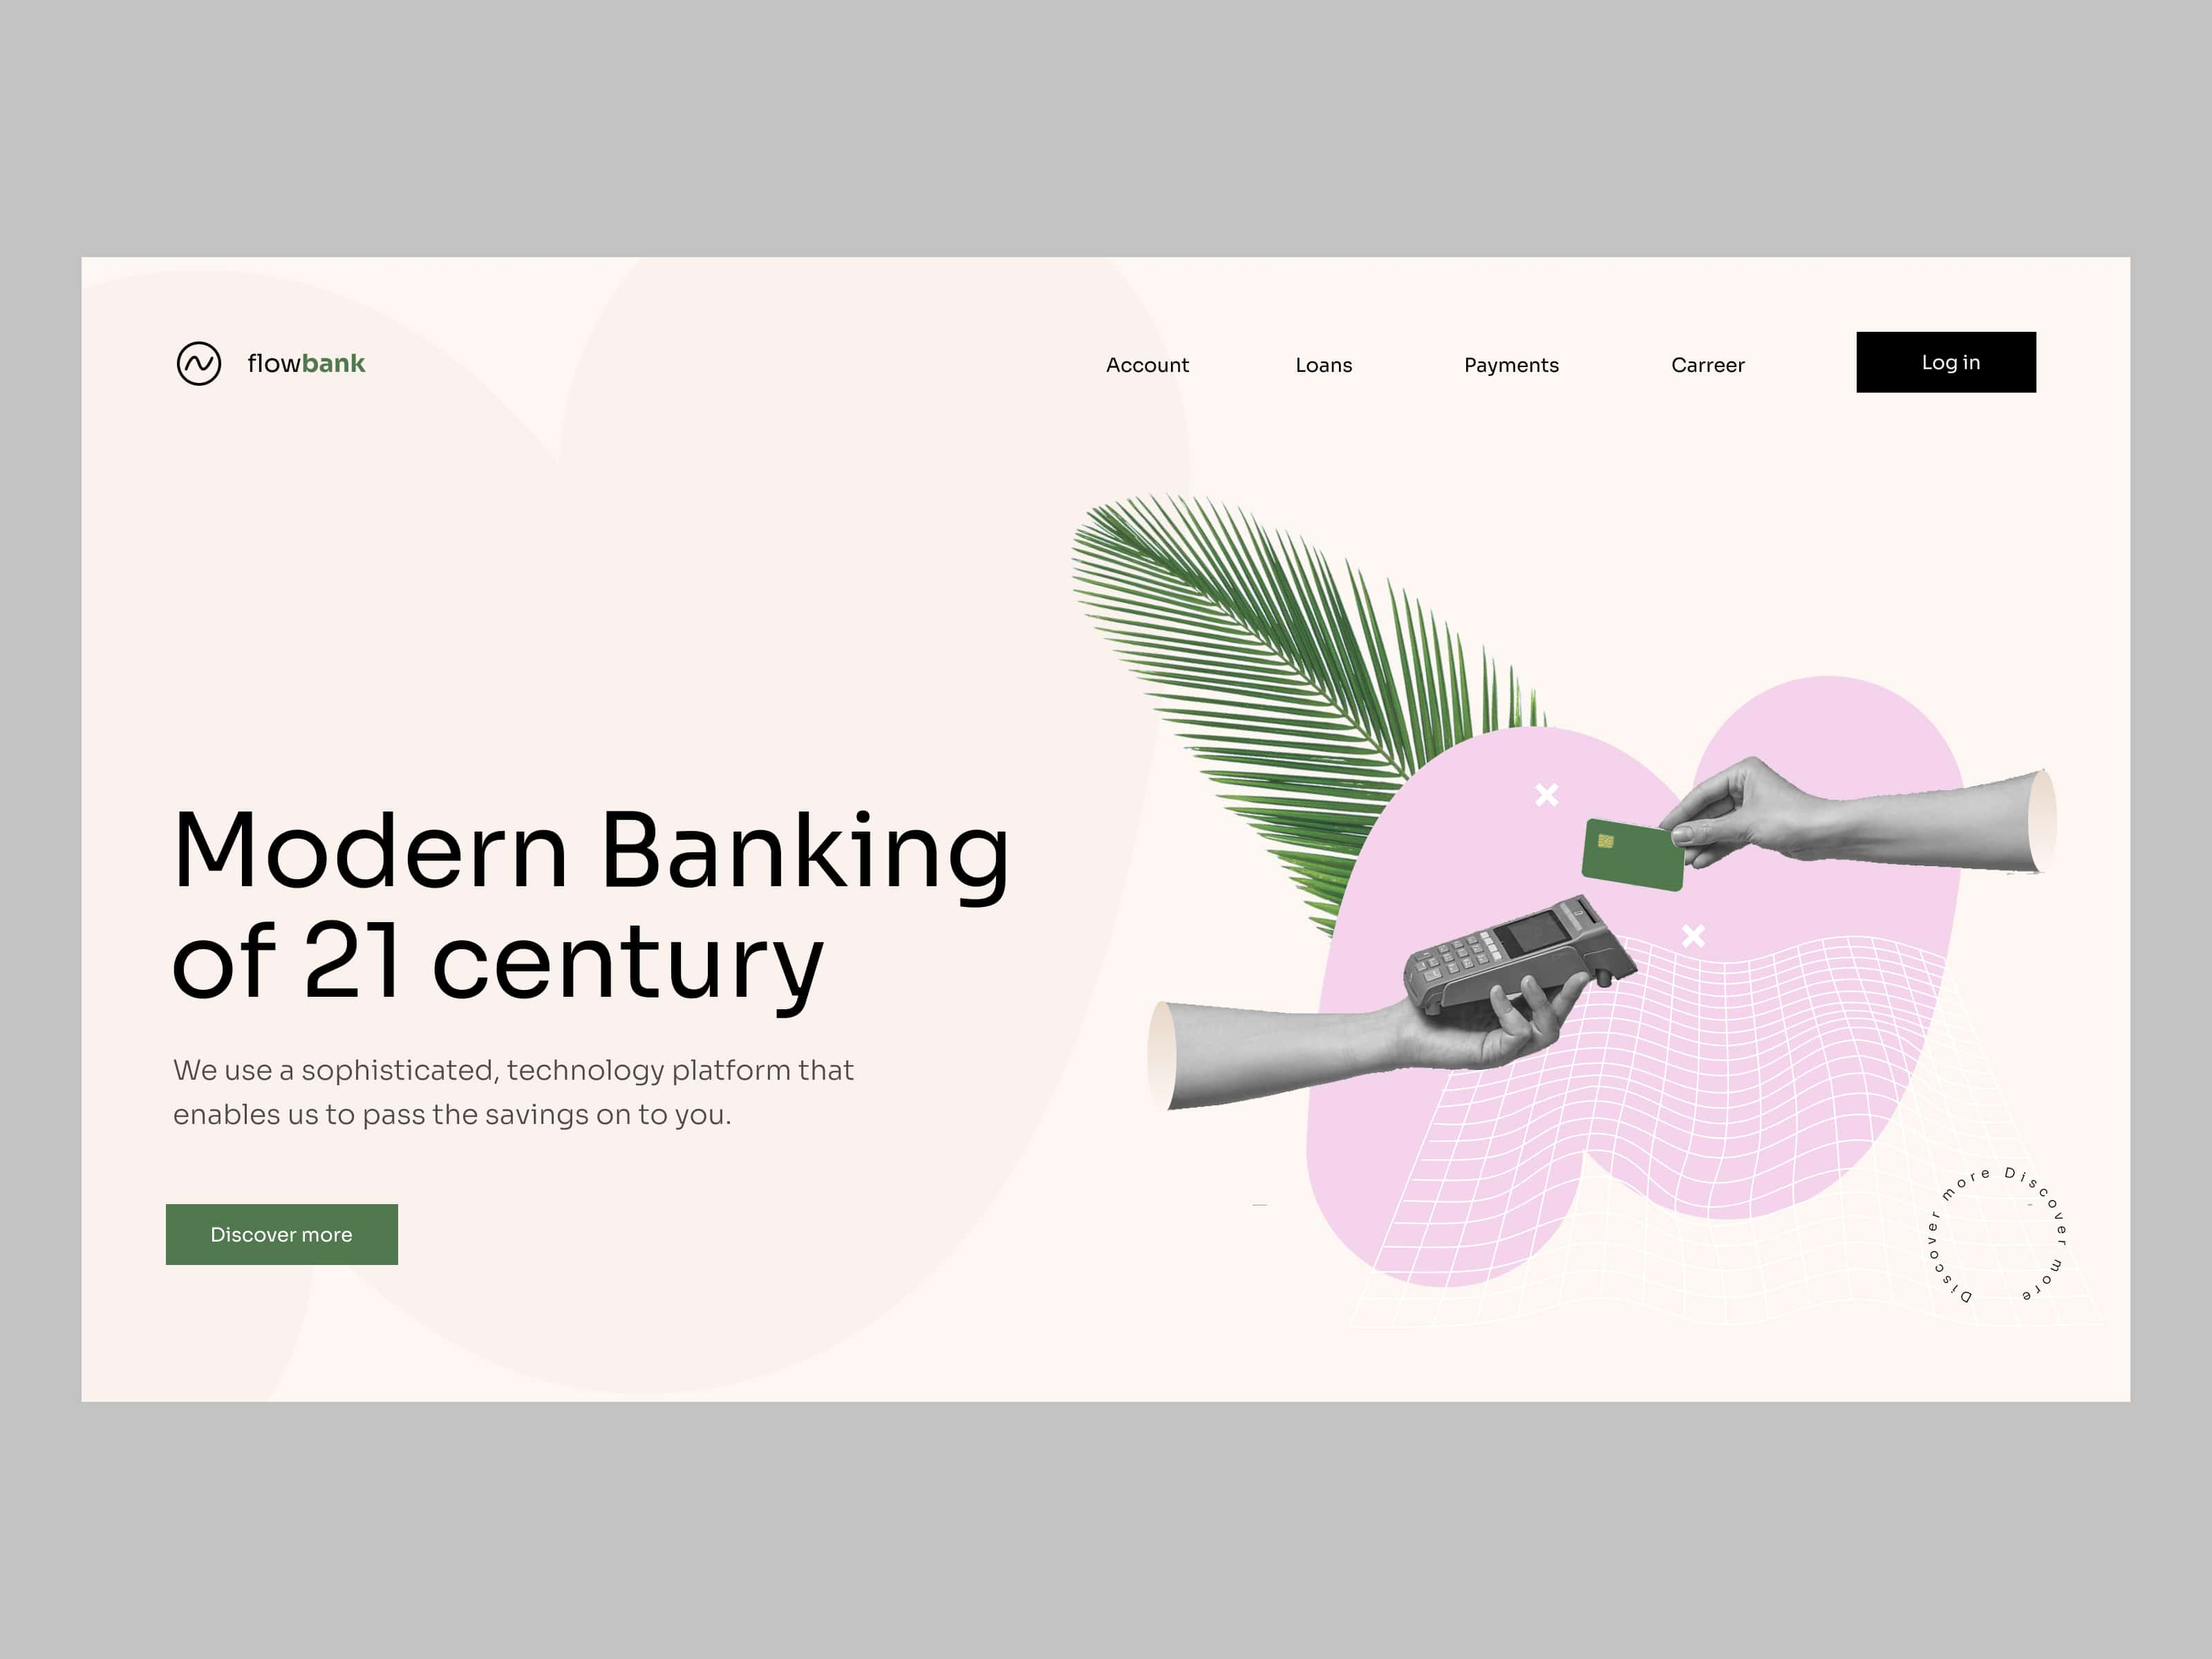 flowbank
Account
Loans
Payments
Carreer
Log in
Modern Banking
of 21 century
We use a sophisticated, technology platform that
enables us to pass the savings on to you.
Discover more
Discover more Discover more